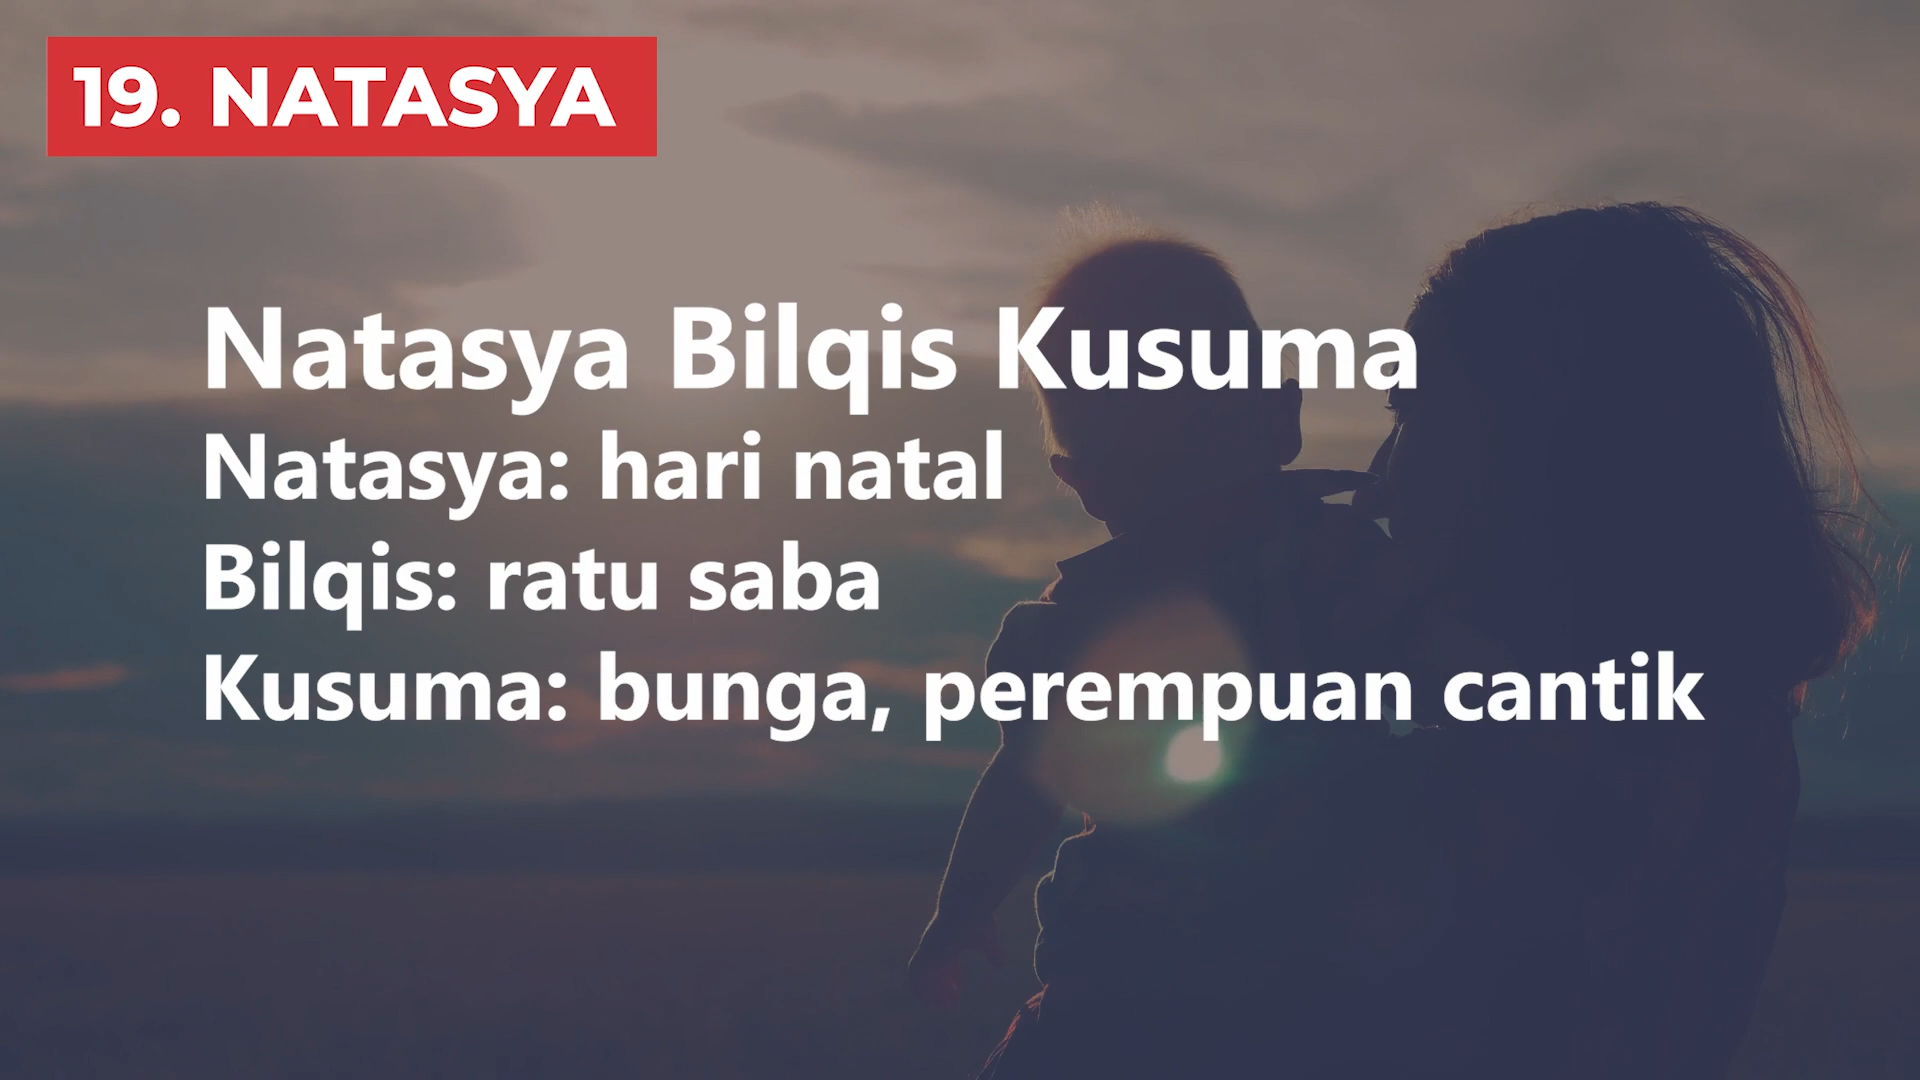 19. NATASYA
Natasya Bilqis Kusuma
Natasya: hari natal
Bilqis: ratu saba
Kusuma: bunga, perempuan cantik